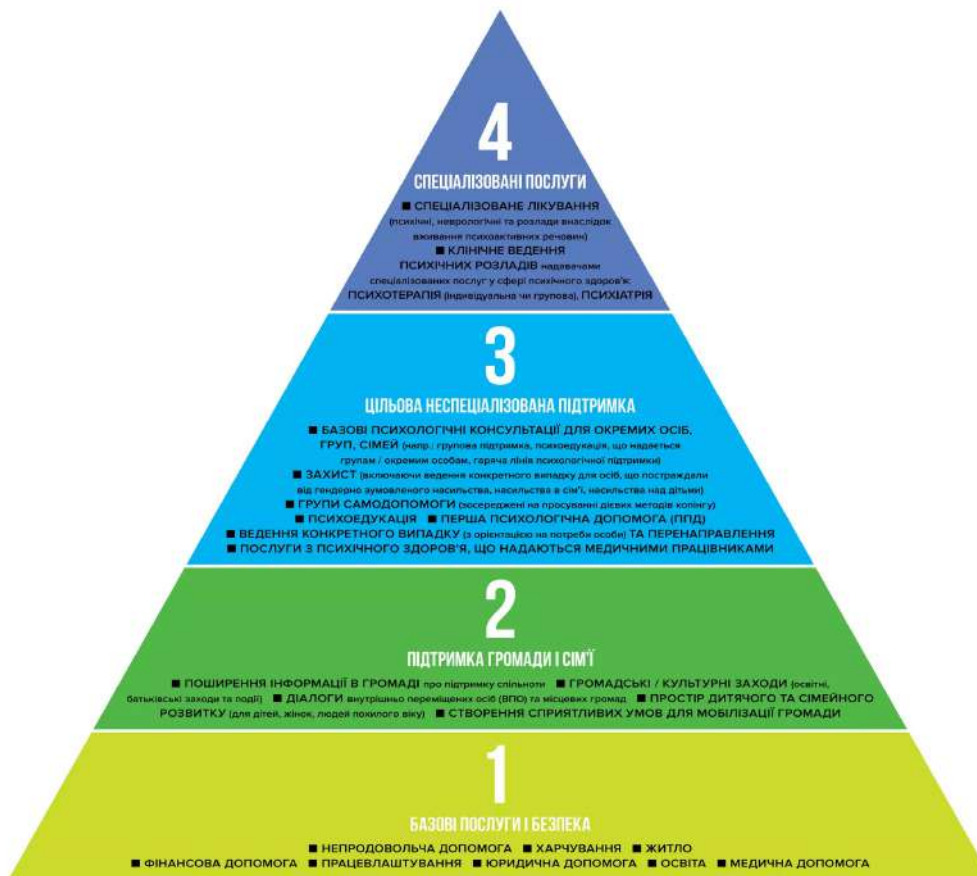 4
СПЕЦІАЛІЗОВАНІ ПОСЛУГИ
■ СПЕЦІАЛІЗОВАНЕ ЛІКУВАННЯ
(психічні, неврологічні та розлади внаслідок
вживання психоактивних речовин)
■ КЛІНІЧНЕ ВЕДЕННЯ
ПСИХІЧНИХ РОЗЛАДІВ надавачами
спеціалізованих послуг у сфері психічного здоров'я:
ПСИХОТЕРАПІЯ (індивідуальна чи групова), ПСИХІАТРІЯ
3
ЦІЛЬОВА НЕСПЕЦІАЛІЗОВАНА ПІДТРИМКА
■ БАЗОВІ ПСИХОЛОГІЧНІ КОНСУЛЬТАЦІЇ ДЛЯ ОКРЕМИХ ОСІБ,
ГРУП, СІМЕЙ (напр.: групова підтримка, психоедукація, що надається
групам / окремим особам, гаряча лінія психологічної підтримки)
■ ЗАХИСТ (включаючи ведення конкретного випадку для осіб, що постраждали
від гендерно зумовленого насильства, насильства в сім'ї, насильства над дітьми)
■ ГРУПИ САМОДОПОМОГИ (зосереджені на просуванні дієвих методів копінгу)
■ ПСИХОЕДУКАЦІЯ ■ ПЕРША ПСИХОЛОГІЧНА ДОПОМОГА (ППД)
■ ВЕДЕННЯ КОНКРЕТНОГО ВИПАДКУ (з орієнтацією на потреби особи) ТА ПЕРЕНАПРАВЛЕННЯ
■ ПОСЛУГИ З ПСИХІЧНОГО ЗДОРОВ'Я, ЩО НАДАЮТЬСЯ МЕДИЧНИМИ ПРАЦІВНИКАМИ
2
ПІДТРИМКА ГРОМАДИ І СІМ'Ї
■ ПОШИРЕННЯ ІНФОРМАЦІЇ В ГРОМАДІ про підтримку спільноти ■ ГРОМАДСЬКІ / КУЛЬТУРНІ ЗАХОДИ (освітні,
батьківські заходи та події) ■ ДІАЛОГИ внутрішньо переміщених осіб (ВПО) та місцевих громад ■ ПРОСТІР ДИТЯЧОГО ТА СІМЕЙНОГО
РОЗВИТКУ (для дітей, жінок, людей похилого віку) ■ СТВОРЕННЯ СПРИЯТЛИВИХ УМОВ ДЛЯ МОБІЛІЗАЦІЇ ГРОМАДИ
1
БАЗОВІ ПОСЛУГИ І БЕЗПЕКА
■ НЕПРОДОВОЛЬЧА ДОПОМОГА ■ ХАРЧУВАННЯ ■ ЖИТЛО
■ ФІНАНСОВА ДОПОМОГА ■ ПРАЦЕВЛАШТУВАННЯ ■ ЮРИДИЧНА ДОПОМОГА ■ ОСВІТА ■ МЕДИЧНА ДОПОМОГА